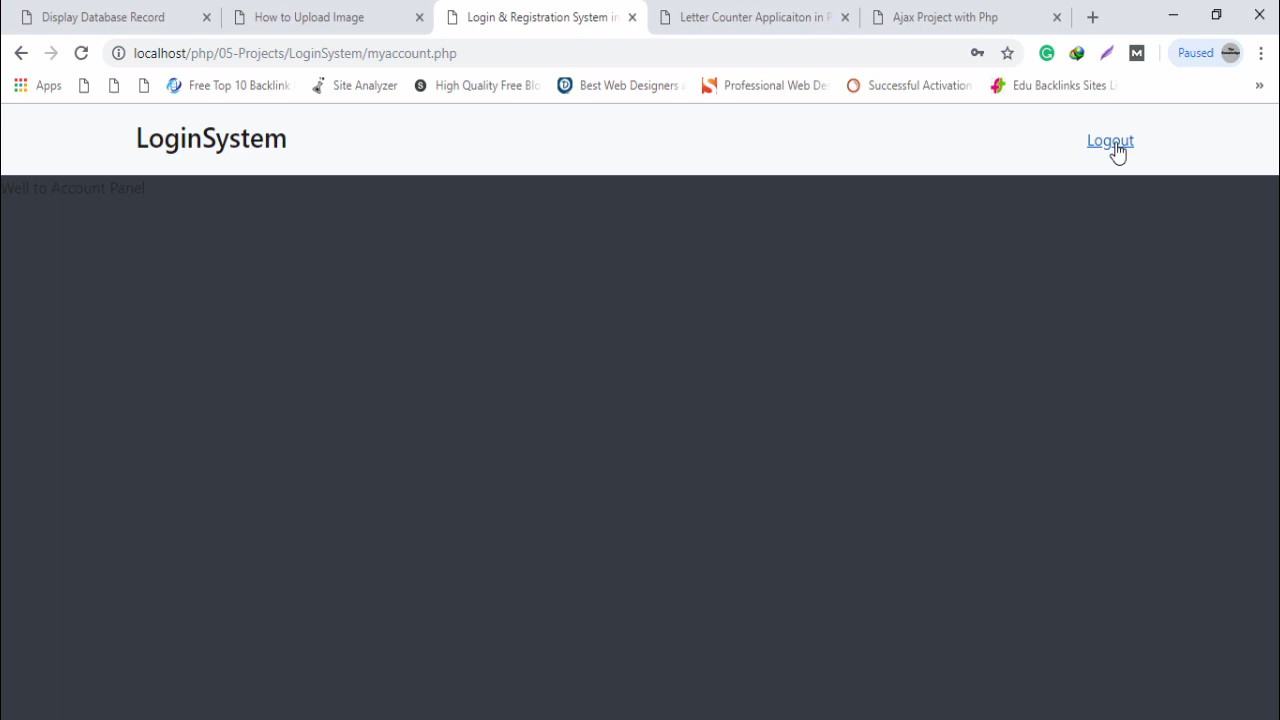 Display Database Record
How to Upload Image
Login & Registration System in
Letter Counter Applicaiton in P
Ajax Project with Php
localhost/php/05-Projects/LoginSystem/myaccount.php
Paused
Apps
Free Top 10 Backlink
Site Analyzer
High Quality Free Blo
Best Web Designers a
Professional Web De
Successful Activation
Edu Backlinks Sites Li
LoginSystem
Logout
Well to Account Panel